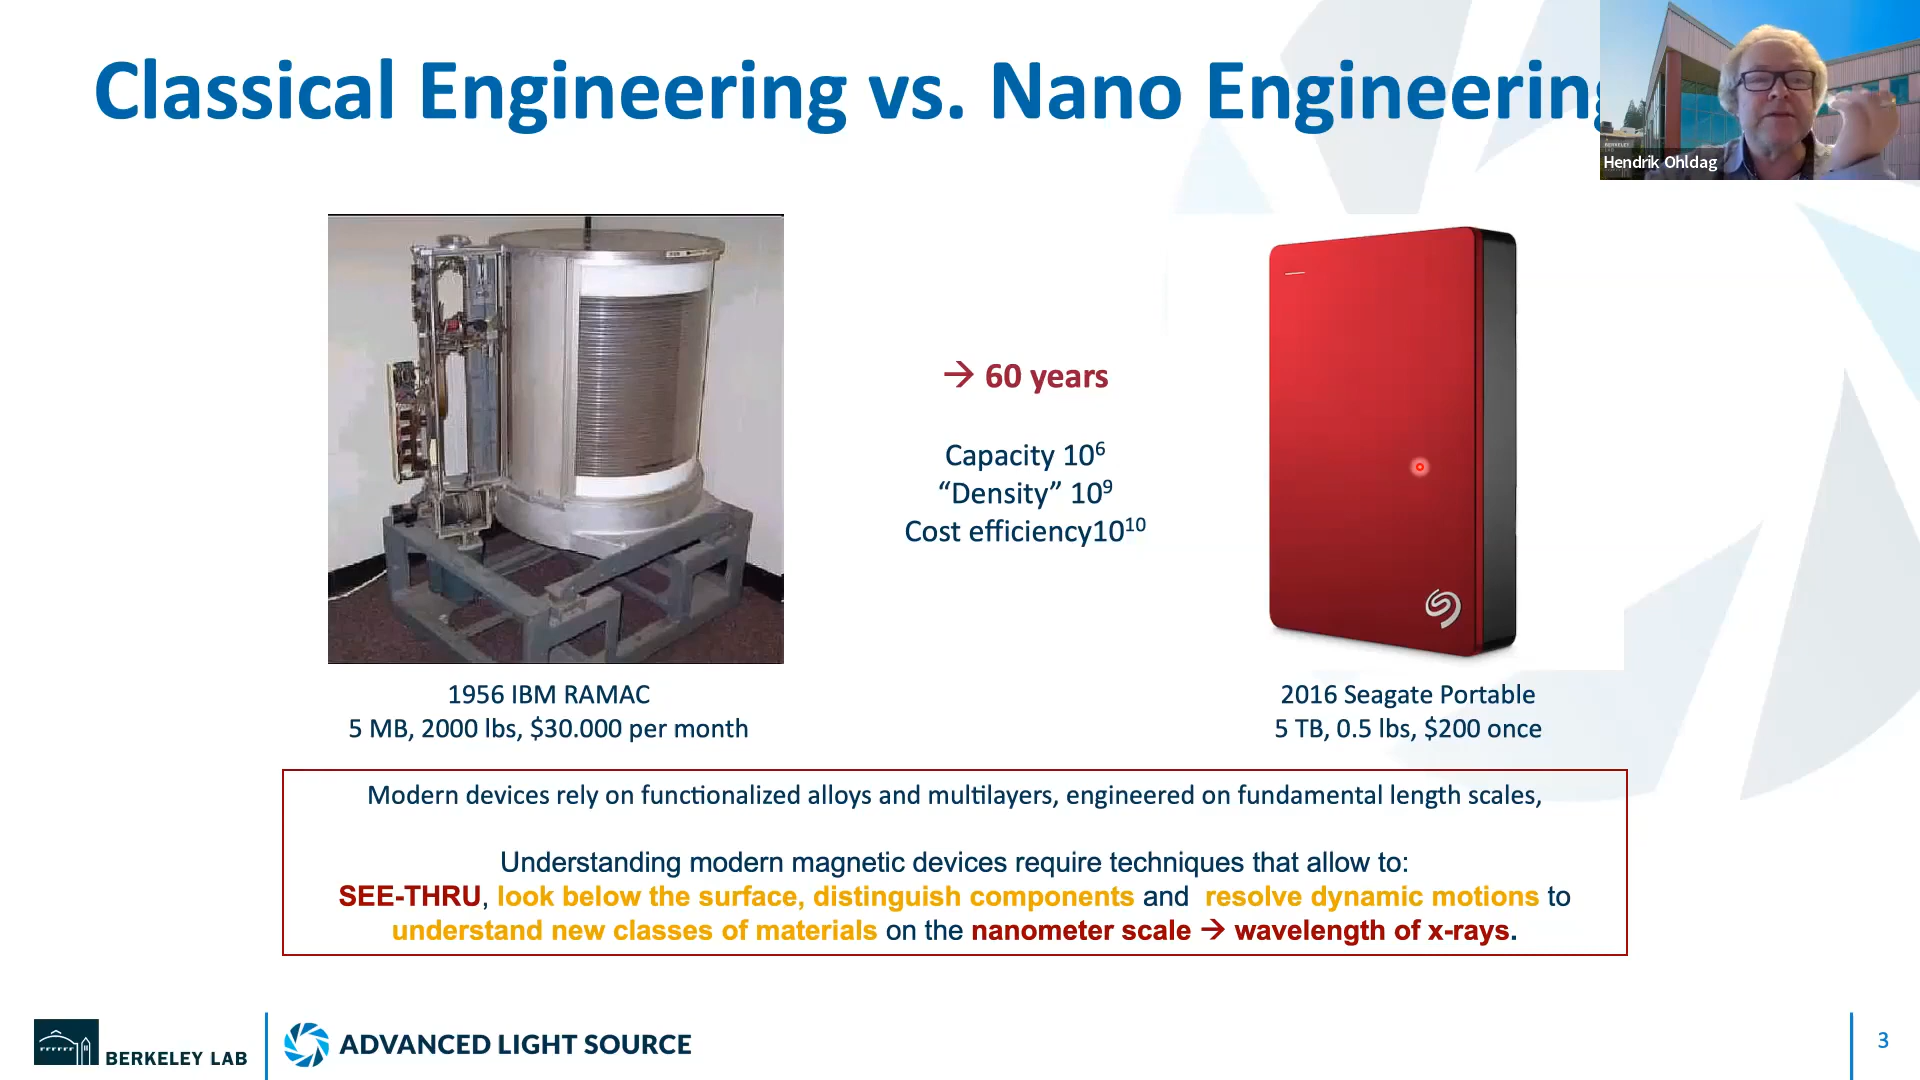 Classical Engineering vs. Nano Engineering
Hendrik Ohldag
→ 60 years
Capacity 10⁶
“Density” 10⁹
Cost efficiency10¹⁰
1956 IBM RAMAC
5 MB, 2000 lbs, $30.000 per month
2016 Seagate Portable
5 TB, 0.5 lbs, $200 once
Modern devices rely on functionalized alloys and multilayers, engineered on fundamental length scales,
Understanding modern magnetic devices require techniques that allow to:
SEE-THRU, look below the surface, distinguish components and resolve dynamic motions to
understand new classes of materials on the nanometer scale → wavelength of x-rays.
BERKELEY LAB
ADVANCED LIGHT SOURCE
3